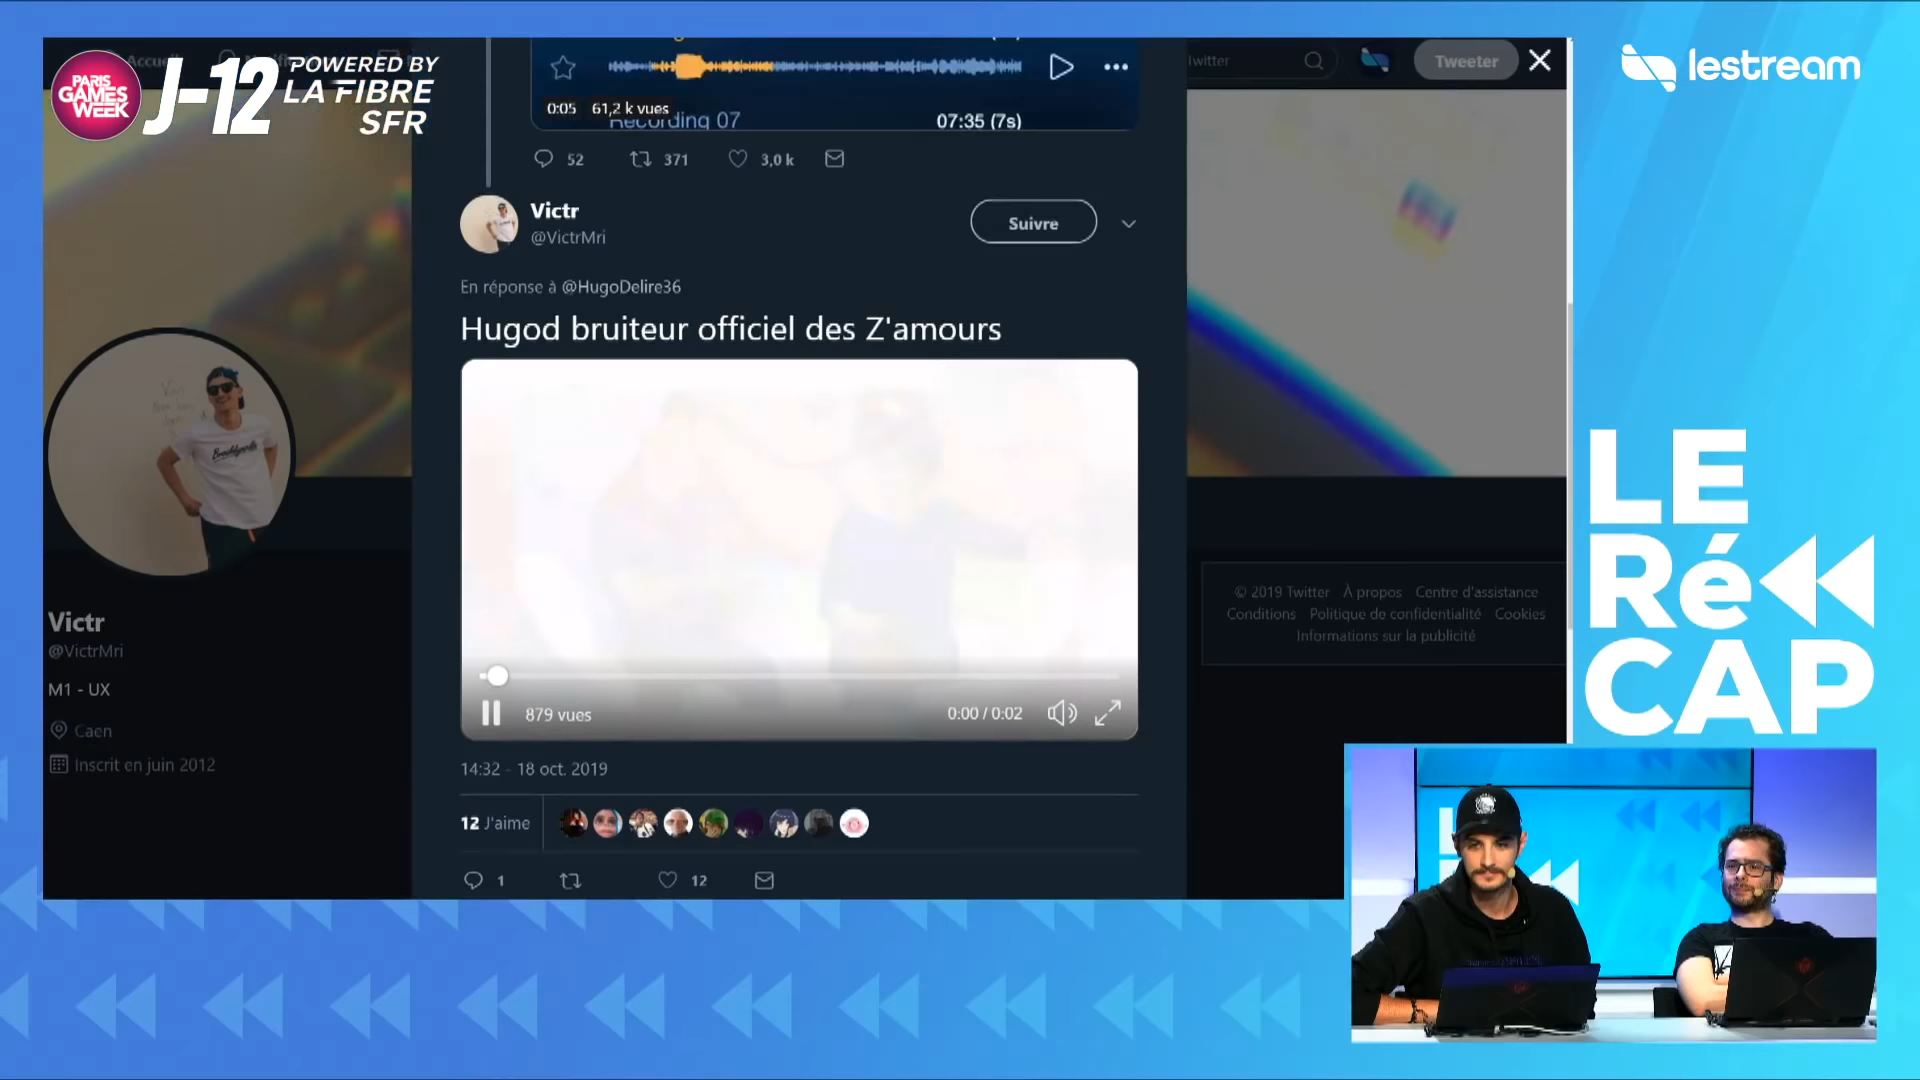 PARIS
GAMES
WEEK
J-12
POWERED BY
LA FIBRE
SFR
Tweeter
lestream
0:05 61,2 k vues
Recording 07
07:35 (7s)
52 371 3,0 k
Victr
@VictrMri
Suivre
En réponse à @HugoDelire36
Hugod bruiteur officiel des Z'amours
879 vues
0:00 / 0:02
14:32 - 18 oct. 2019
12 J'aime
1 12
Victr
@VictrMri
M1 - UX
Caen
Inscrit en juin 2012
© 2019 Twitter À propos Centre d'assistance
Conditions Politique de confidentialité Cookies
Informations sur la publicité
LE
Ré
CAP